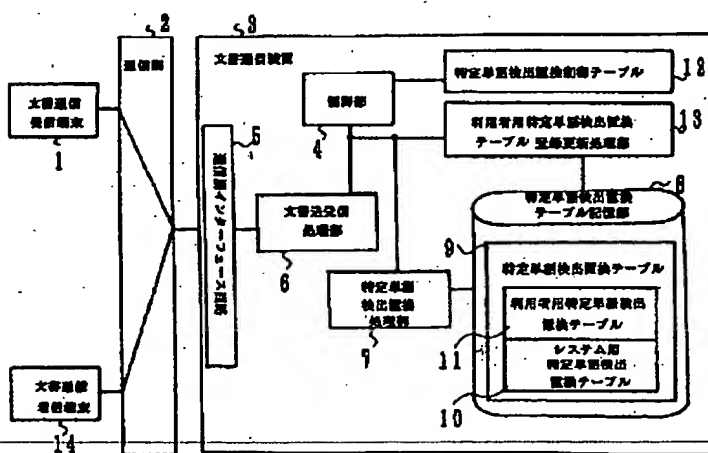 2
3
通信網
文書通信装置
文書通信
発信端末
1
5
通信網インターフェース回路
制御部
4
特定単語検出置換制御テーブル
12
利用者用特定単語検出置換
テーブル登録更新処理部
13
文書送受信
処理部
6
特定単語検出置換
テーブル記憶部
8
特定単語
検出置換
処理部
7
9
特定単語検出置換テーブル
利用者用特定単語検出
置換テーブル
11
システム用
特定単語検出
置換テーブル
10
文書通信
着信端末
14